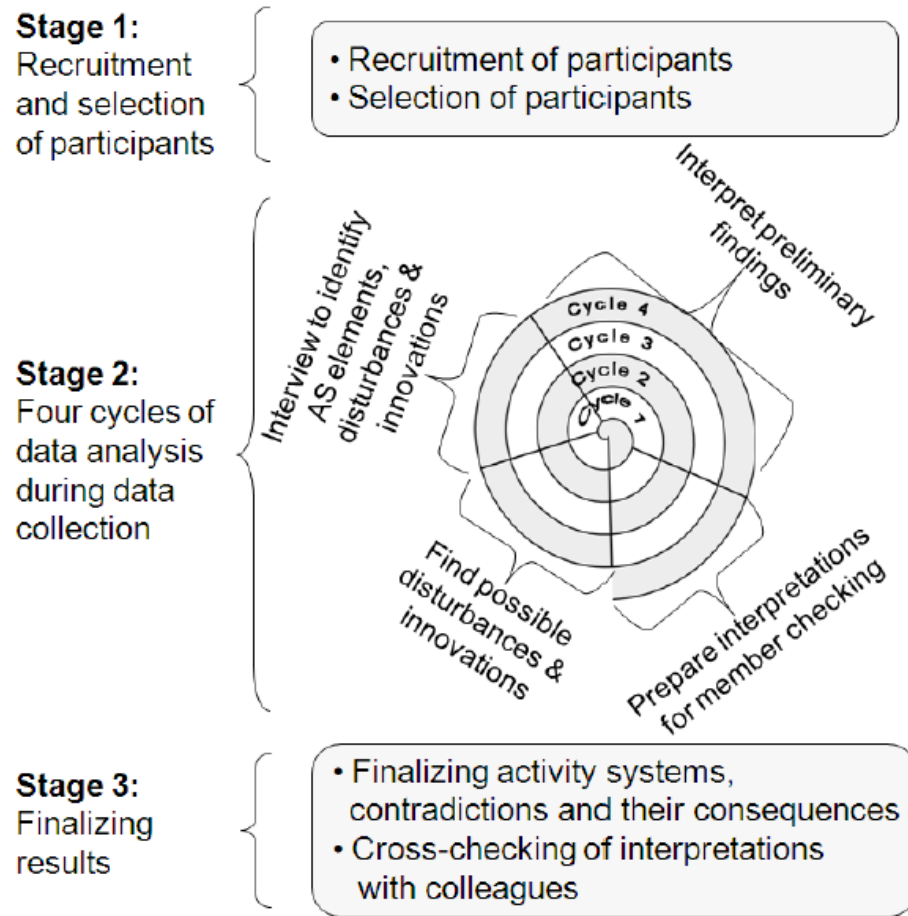 Stage 1:
Recruitment
and selection
of participants
• Recruitment of participants
• Selection of participants
Stage 2:
Four cycles of
data analysis
during data
collection
Interview to identify
AS elements,
disturbances &
innovations
Interpret preliminary
findings
Cycle 4
Cycle 3
Cycle 2
Cycle 1
Find possible
disturbances &
innovations
Prepare interpretations
for member checking
Stage 3:
Finalizing
results
• Finalizing activity systems,
contradictions and their consequences
• Cross-checking of interpretations
with colleagues